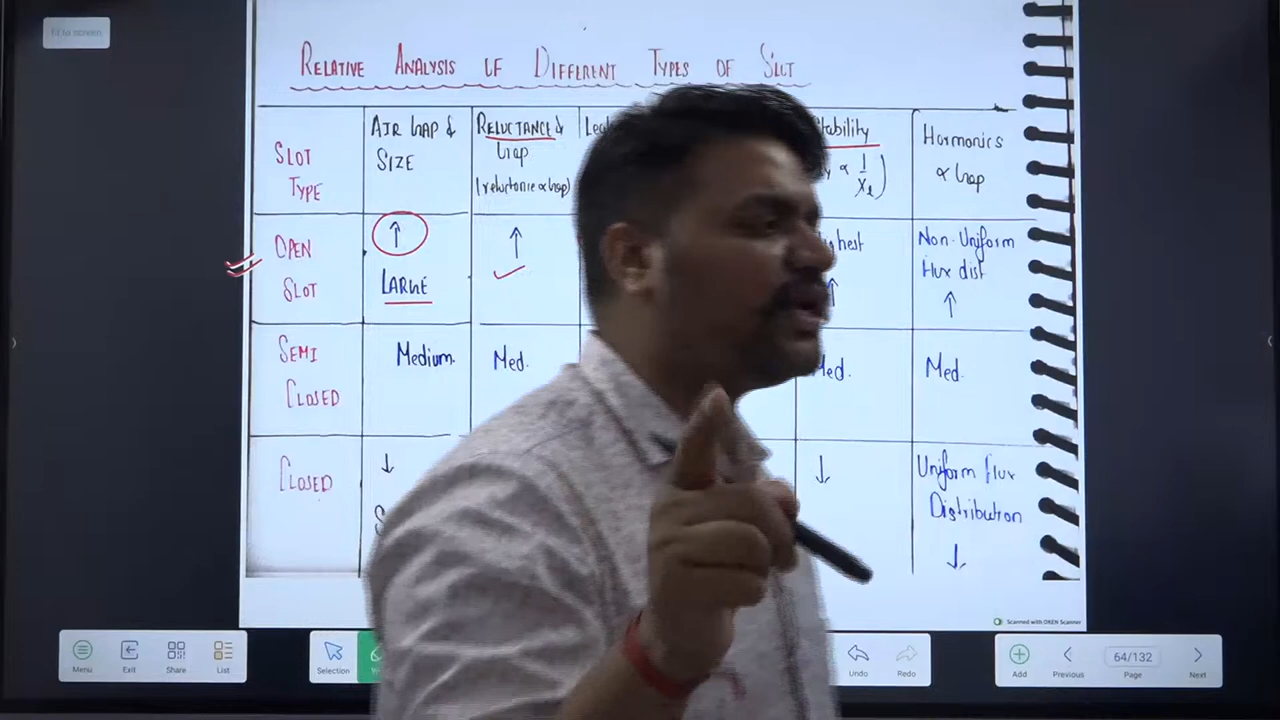 Fit to screen
RELATIVE ANALYSIS OF DIFFERENT TYPES OF SLOT
SLOT
TYPE
AIR GAP &
SIZE
RELUCTANCE &
Gap
(reluctance ∝ Gap)
∝ 1/Xl)
Harmonics
∝ Gap
OPEN
SLOT
↑
LARGE
↑
↑
Non-Uniform
flux dist
↑
SEMI
CLOSED
Medium.
Med.
Med.
Med.
CLOSED
↓
↓
Uniform flux
Distribution
↓
Scanned with OKEN Scanner
Menu
Exit
Share
List
Selection
Undo
Redo
Add
Previous
64/132
Page
Next